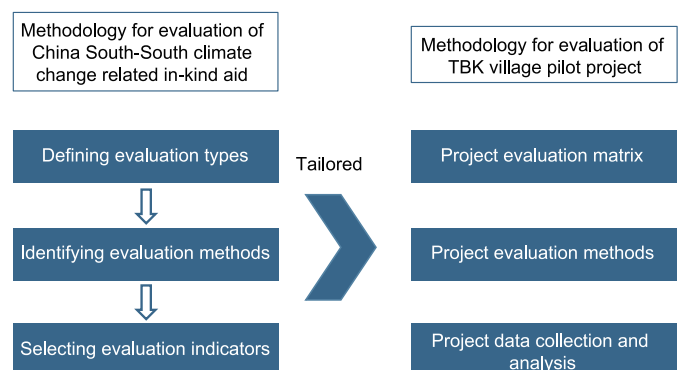 Methodology for evaluation of
China South-South climate
change related in-kind aid
Methodology for evaluation of
TBK village pilot project
Defining evaluation types
Tailored
Project evaluation matrix
Identifying evaluation methods
Project evaluation methods
Selecting evaluation indicators
Project data collection and
analysis